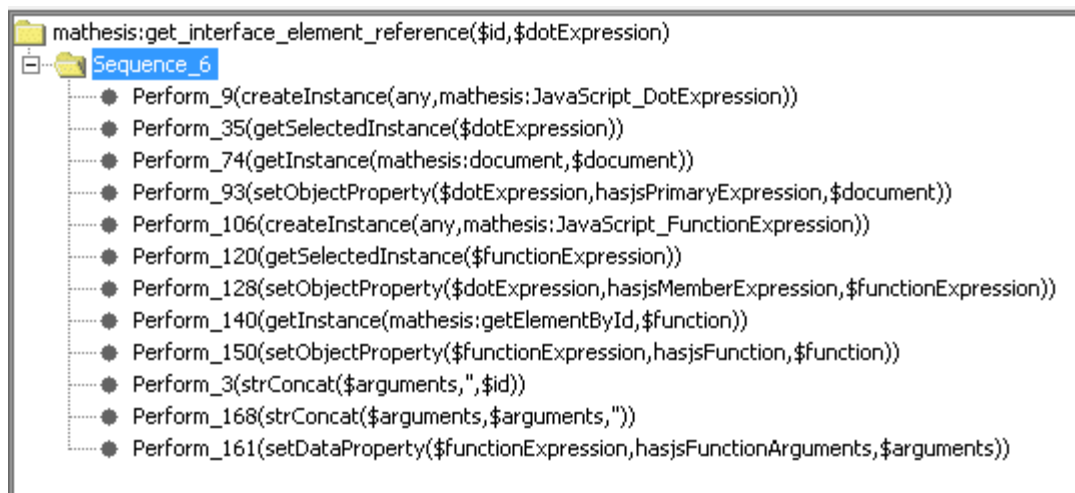 mathesis:get_interface_element_reference($id,$dotExpression)
Sequence_6
Perform_9(createInstance(any,mathesis:JavaScript_DotExpression))
Perform_35(getSelectedInstance($dotExpression))
Perform_74(getInstance(mathesis:document,$document))
Perform_93(setObjectProperty($dotExpression,hasjsPrimaryExpression,$document))
Perform_106(createInstance(any,mathesis:JavaScript_FunctionExpression))
Perform_120(getSelectedInstance($functionExpression))
Perform_128(setObjectProperty($dotExpression,hasjsMemberExpression,$functionExpression))
Perform_140(getInstance(mathesis:getElementById,$function))
Perform_150(setObjectProperty($functionExpression,hasjsFunction,$function))
Perform_3(strConcat($arguments,",$id))
Perform_168(strConcat($arguments,$arguments,"))
Perform_161(setDataProperty($functionExpression,hasjsFunctionArguments,$arguments))